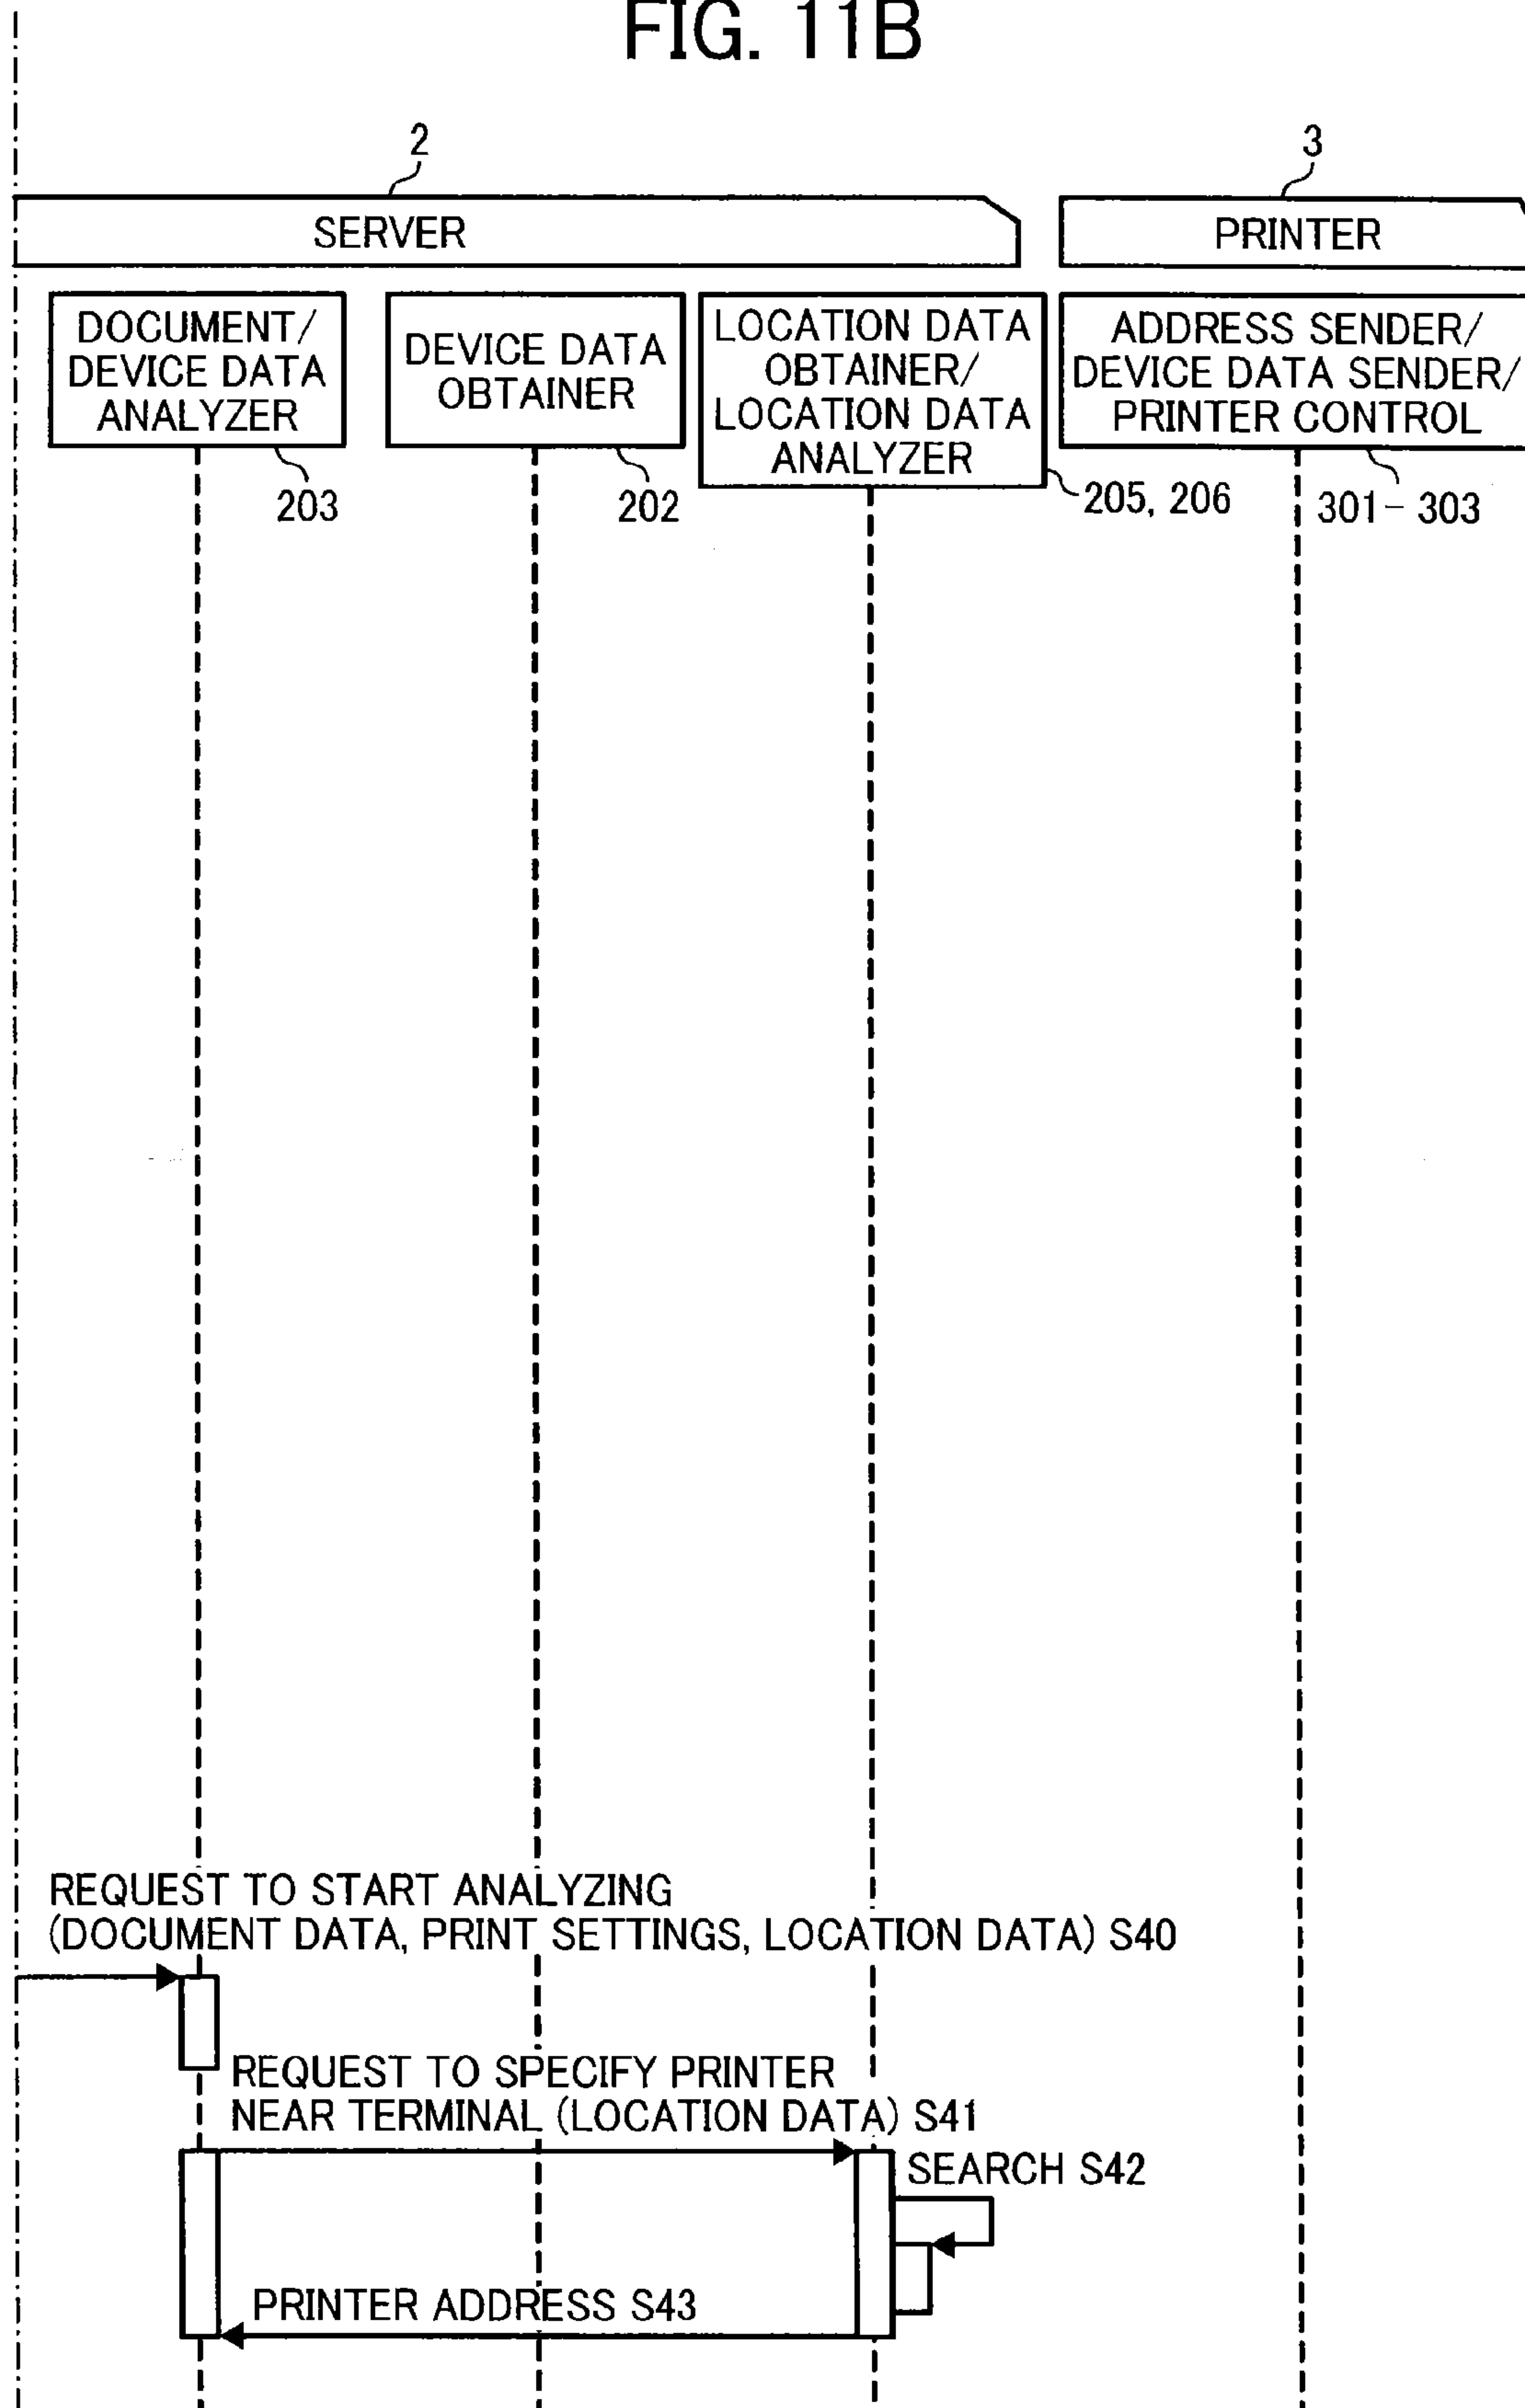 FIG. 11B
2
3
SERVER
PRINTER
DOCUMENT/
DEVICE DATA
ANALYZER
DEVICE DATA
OBTAINER
LOCATION DATA
OBTAINER/
LOCATION DATA
ANALYZER
ADDRESS SENDER/
DEVICE DATA SENDER/
PRINTER CONTROL
203
202
205, 206
301-303
REQUEST TO START ANALYZING
(DOCUMENT DATA, PRINT SETTINGS, LOCATION DATA) S40
REQUEST TO SPECIFY PRINTER
NEAR TERMINAL (LOCATION DATA) S41
SEARCH S42
PRINTER ADDRESS S43